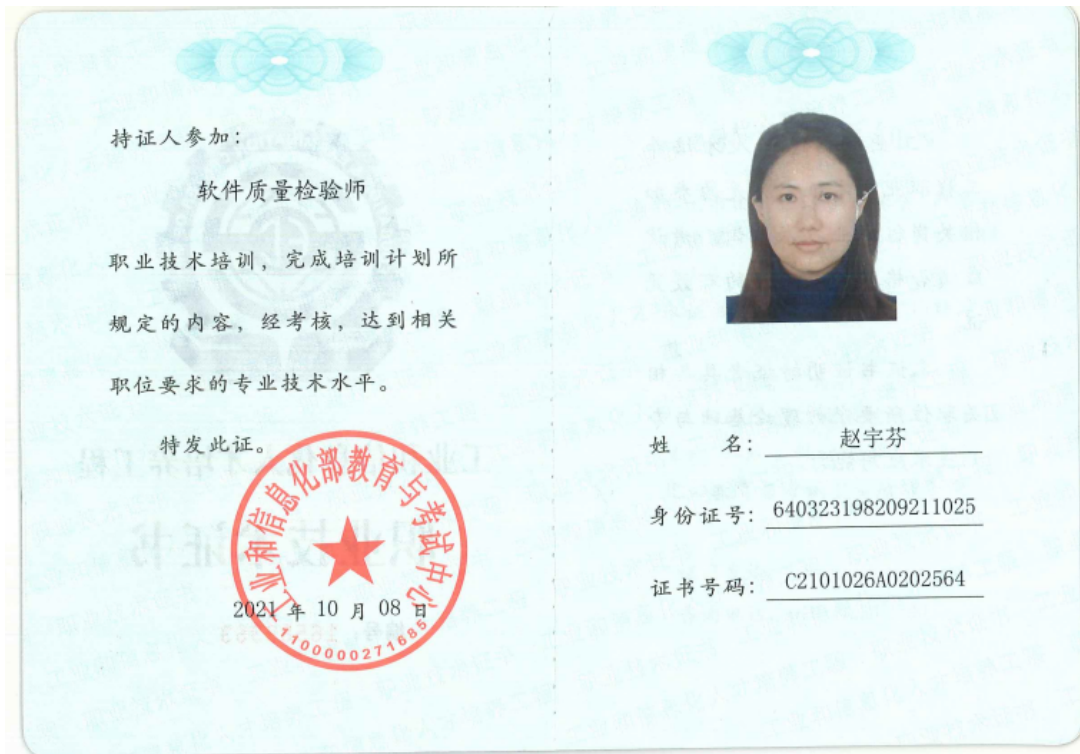 持证人参加：
软件质量检验师
职业技术培训，完成培训计划所
规定的内容，经考核，达到相关
职位要求的专业技术水平。
特发此证。
工业和信息化部教育与考试中心
2021 年 10 月 08 日
1100000271685
姓 名： 赵宇芬
身份证号： 640323198209211025
证书号码： C2101026A0202564